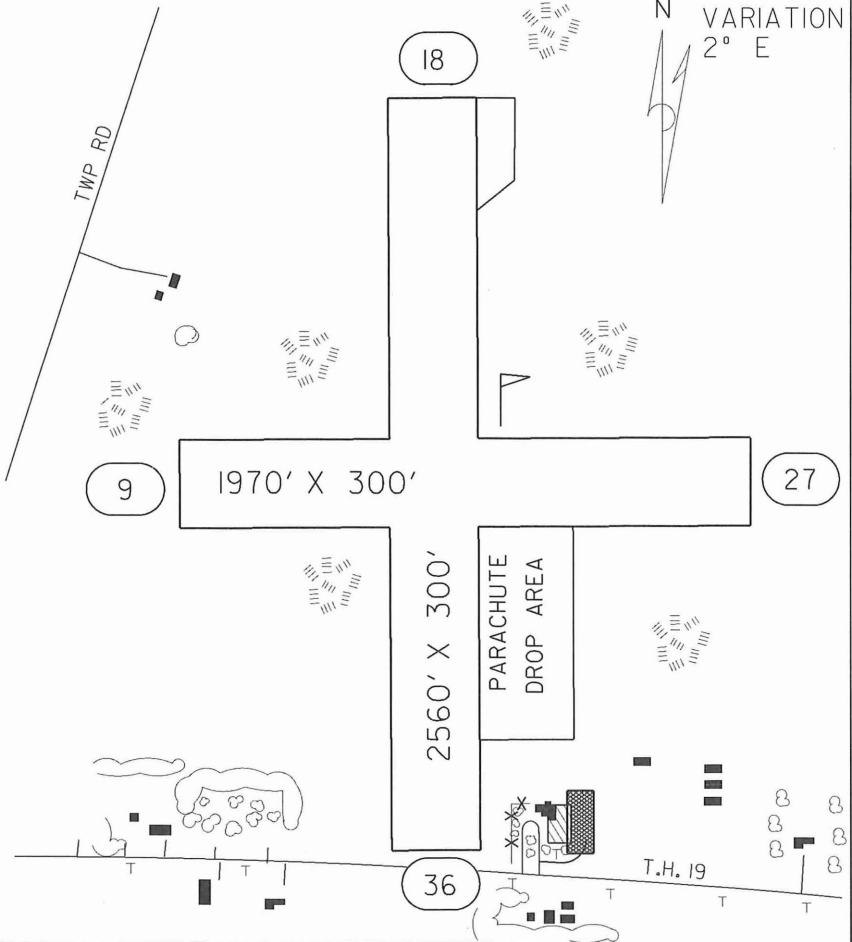 N
VARIATION
2° E
18
TWP RD
9
1970' X 300'
27
2560' X 300'
PARACHUTE
DROP AREA
36
T.H. 19
T
T
T
T
T
T
T